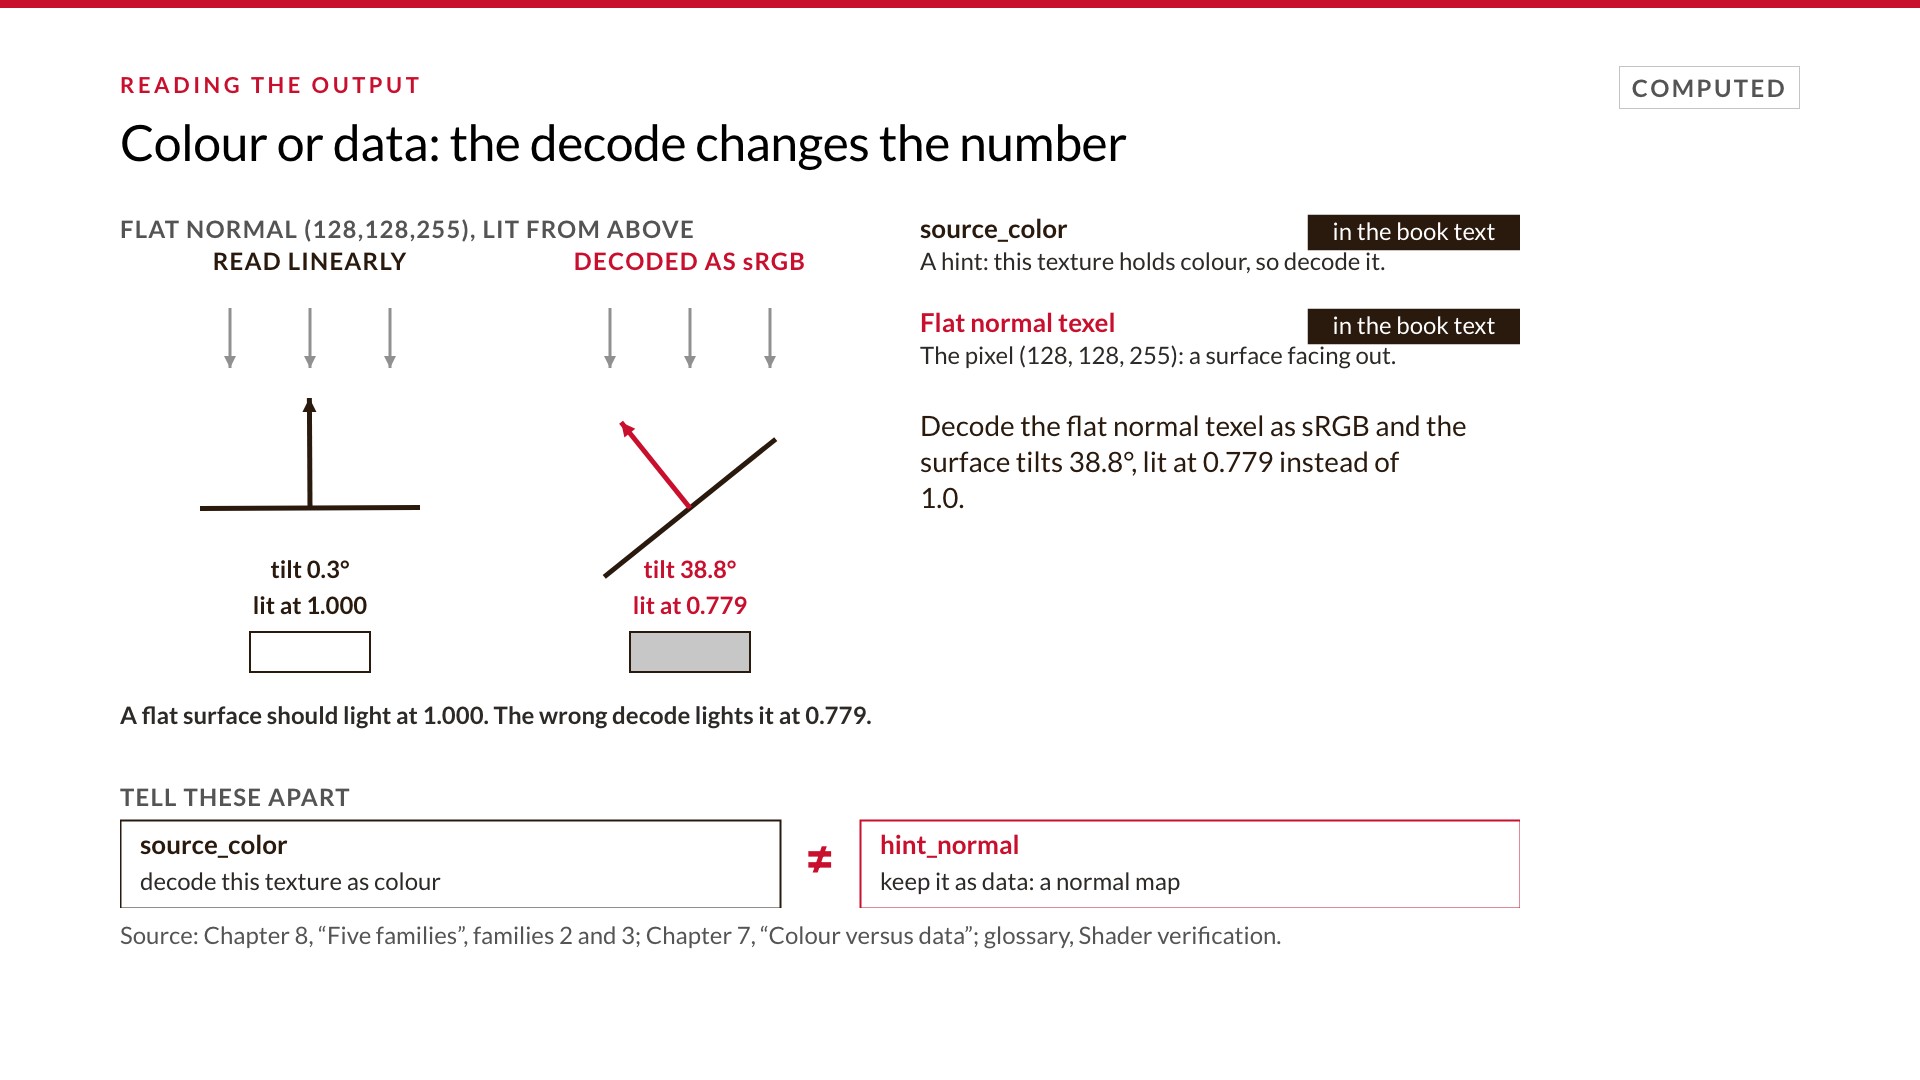 READING THE OUTPUT
COMPUTED
Colour or data: the decode changes the number
FLAT NORMAL (128,128,255), LIT FROM ABOVE
READ LINEARLY
DECODED AS sRGB
tilt 0.3°
lit at 1.000
tilt 38.8°
lit at 0.779
A flat surface should light at 1.000. The wrong decode lights it at 0.779.
source_color
in the book text
A hint: this texture holds colour, so decode it.
Flat normal texel
in the book text
The pixel (128, 128, 255): a surface facing out.
Decode the flat normal texel as sRGB and the
surface tilts 38.8°, lit at 0.779 instead of
1.0.
TELL THESE APART
source_color
decode this texture as colour
≠
hint_normal
keep it as data: a normal map
Source: Chapter 8, “Five families”, families 2 and 3; Chapter 7, “Colour versus data”; glossary, Shader verification.